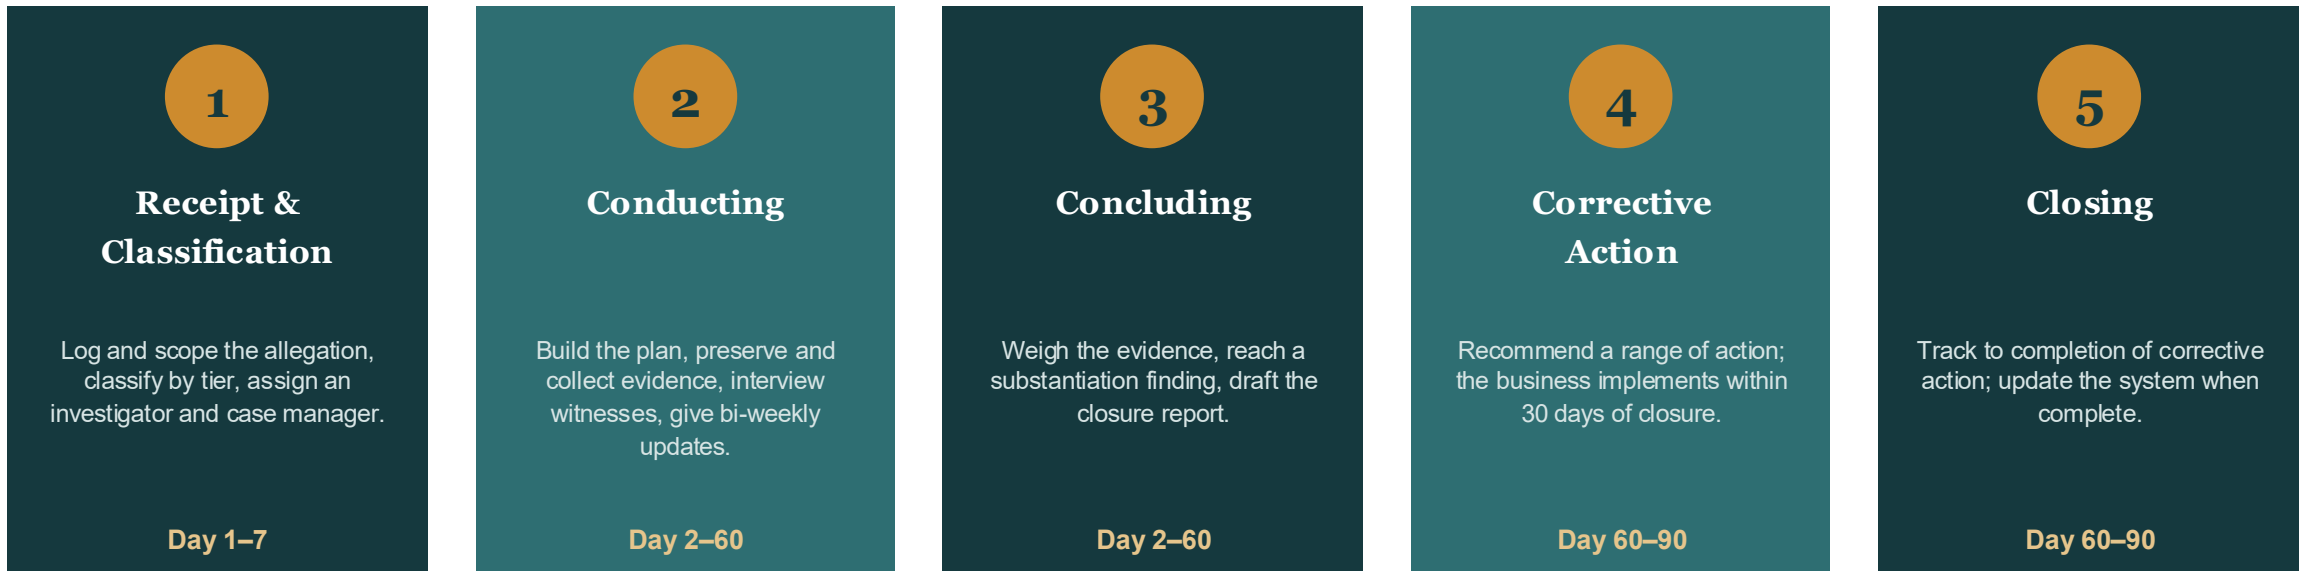 1
Receipt &
Classification
Log and scope the allegation,
classify by tier, assign an
investigator and case manager.
Day 1–7
2
Conducting
Build the plan, preserve and
collect evidence, interview
witnesses, give bi-weekly
updates.
Day 2–60
3
Concluding
Weigh the evidence, reach a
substantiation finding, draft the
closure report.
Day 2–60
4
Corrective
Action
Recommend a range of action;
the business implements within
30 days of closure.
Day 60–90
5
Closing
Track to completion of corrective
action; update the system when
complete.
Day 60–90